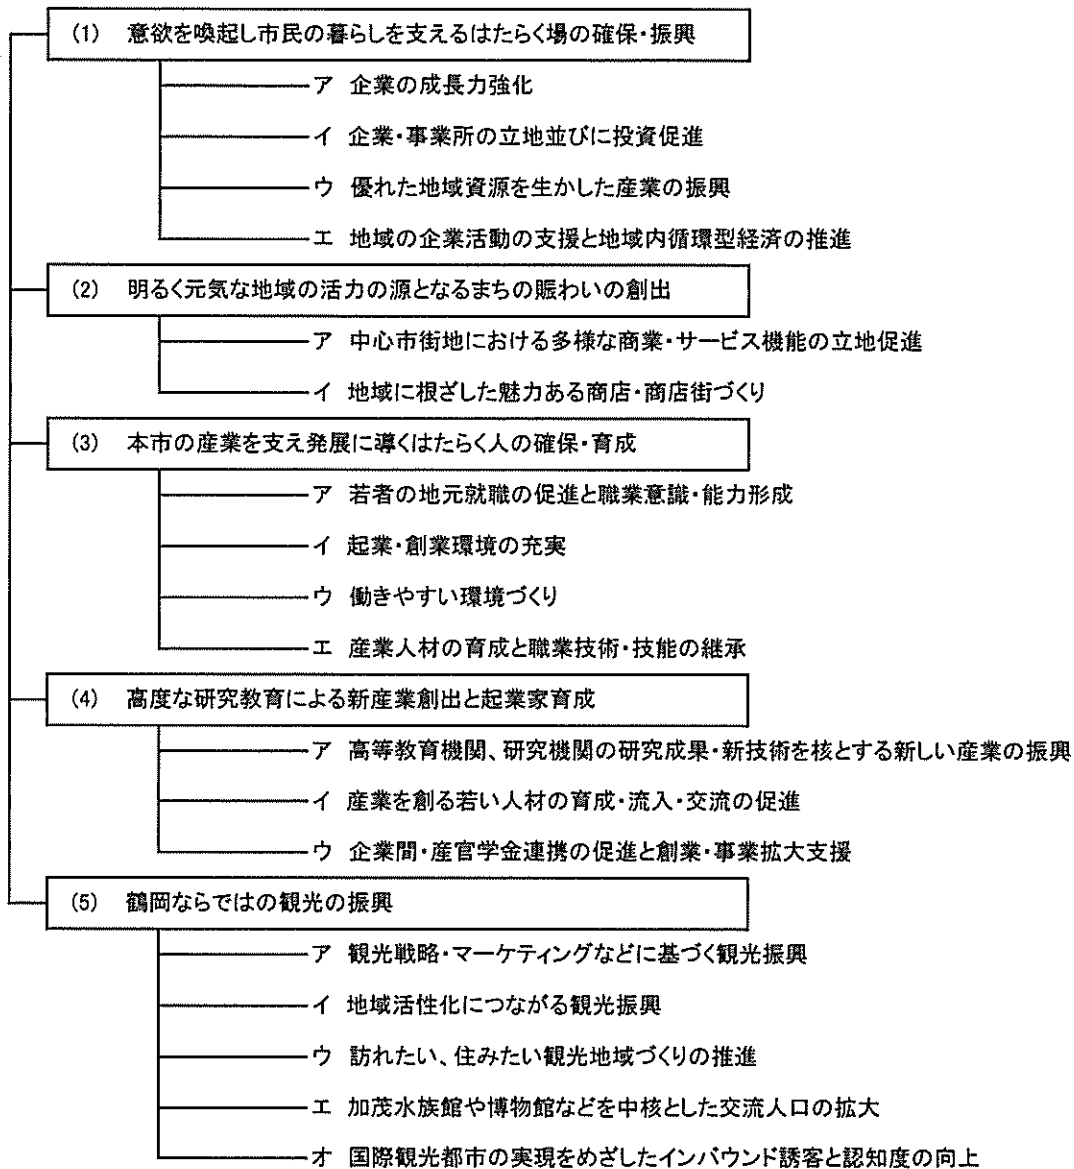 (1) 意欲を喚起し市民の暮らしを支えるはたらく場の確保・振興
ア 企業の成長力強化
イ 企業・事業所の立地並びに投資促進
ウ 優れた地域資源を生かした産業の振興
エ 地域の企業活動の支援と地域内循環型経済の推進
(2) 明るく元気な地域の活力の源となるまちの賑わいの創出
ア 中心市街地における多様な商業・サービス機能の立地促進
イ 地域に根ざした魅力ある商店・商店街づくり
(3) 本市の産業を支え発展に導くはたらく人の確保・育成
ア 若者の地元就職の促進と職業意識・能力形成
イ 起業・創業環境の充実
ウ 働きやすい環境づくり
エ 産業人材の育成と職業技術・技能の継承
(4) 高度な研究教育による新産業創出と起業家育成
ア 高等教育機関、研究機関の研究成果・新技術を核とする新しい産業の振興
イ 産業を創る若い人材の育成・流入・交流の促進
ウ 企業間・産官学金連携の促進と創業・事業拡大支援
(5) 鶴岡ならではの観光の振興
ア 観光戦略・マーケティングなどに基づく観光振興
イ 地域活性化につながる観光振興
ウ 訪れたい、住みたい観光地域づくりの推進
エ 加茂水族館や博物館などを中核とした交流人口の拡大
オ 国際観光都市の実現をめざしたインバウンド誘客と認知度の向上